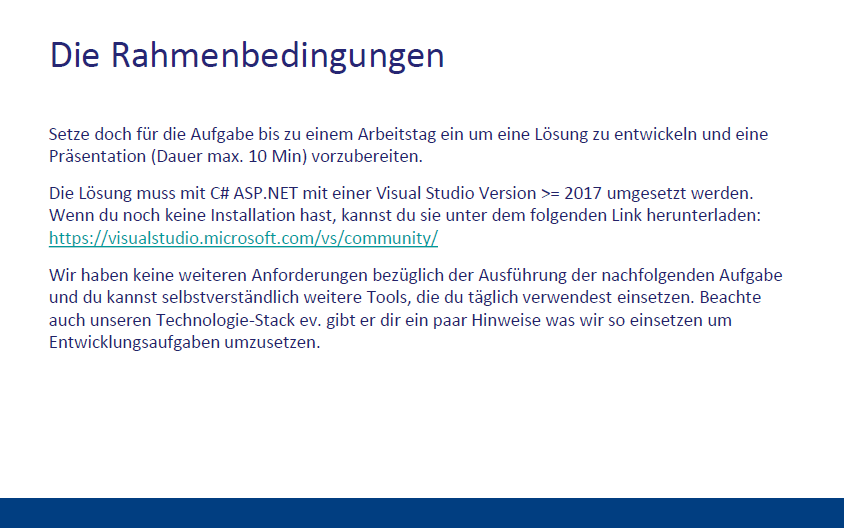 Die Rahmenbedingungen
Setze doch für die Aufgabe bis zu einem Arbeitstag ein um eine Lösung zu entwickeln und eine
Präsentation (Dauer max. 10 Min) vorzubereiten.
Die Lösung muss mit C# ASP.NET mit einer Visual Studio Version >= 2017 umgesetzt werden.
Wenn du noch keine Installation hast, kannst du sie unter dem folgenden Link herunterladen:
https://visualstudio.microsoft.com/vs/community/
Wir haben keine weiteren Anforderungen bezüglich der Ausführung der nachfolgenden Aufgabe
und du kannst selbstverständlich weitere Tools, die du täglich verwendest einsetzen. Beachte
auch unseren Technologie-Stack ev. gibt er dir ein paar Hinweise was wir so einsetzen um
Entwicklungsaufgaben umzusetzen.